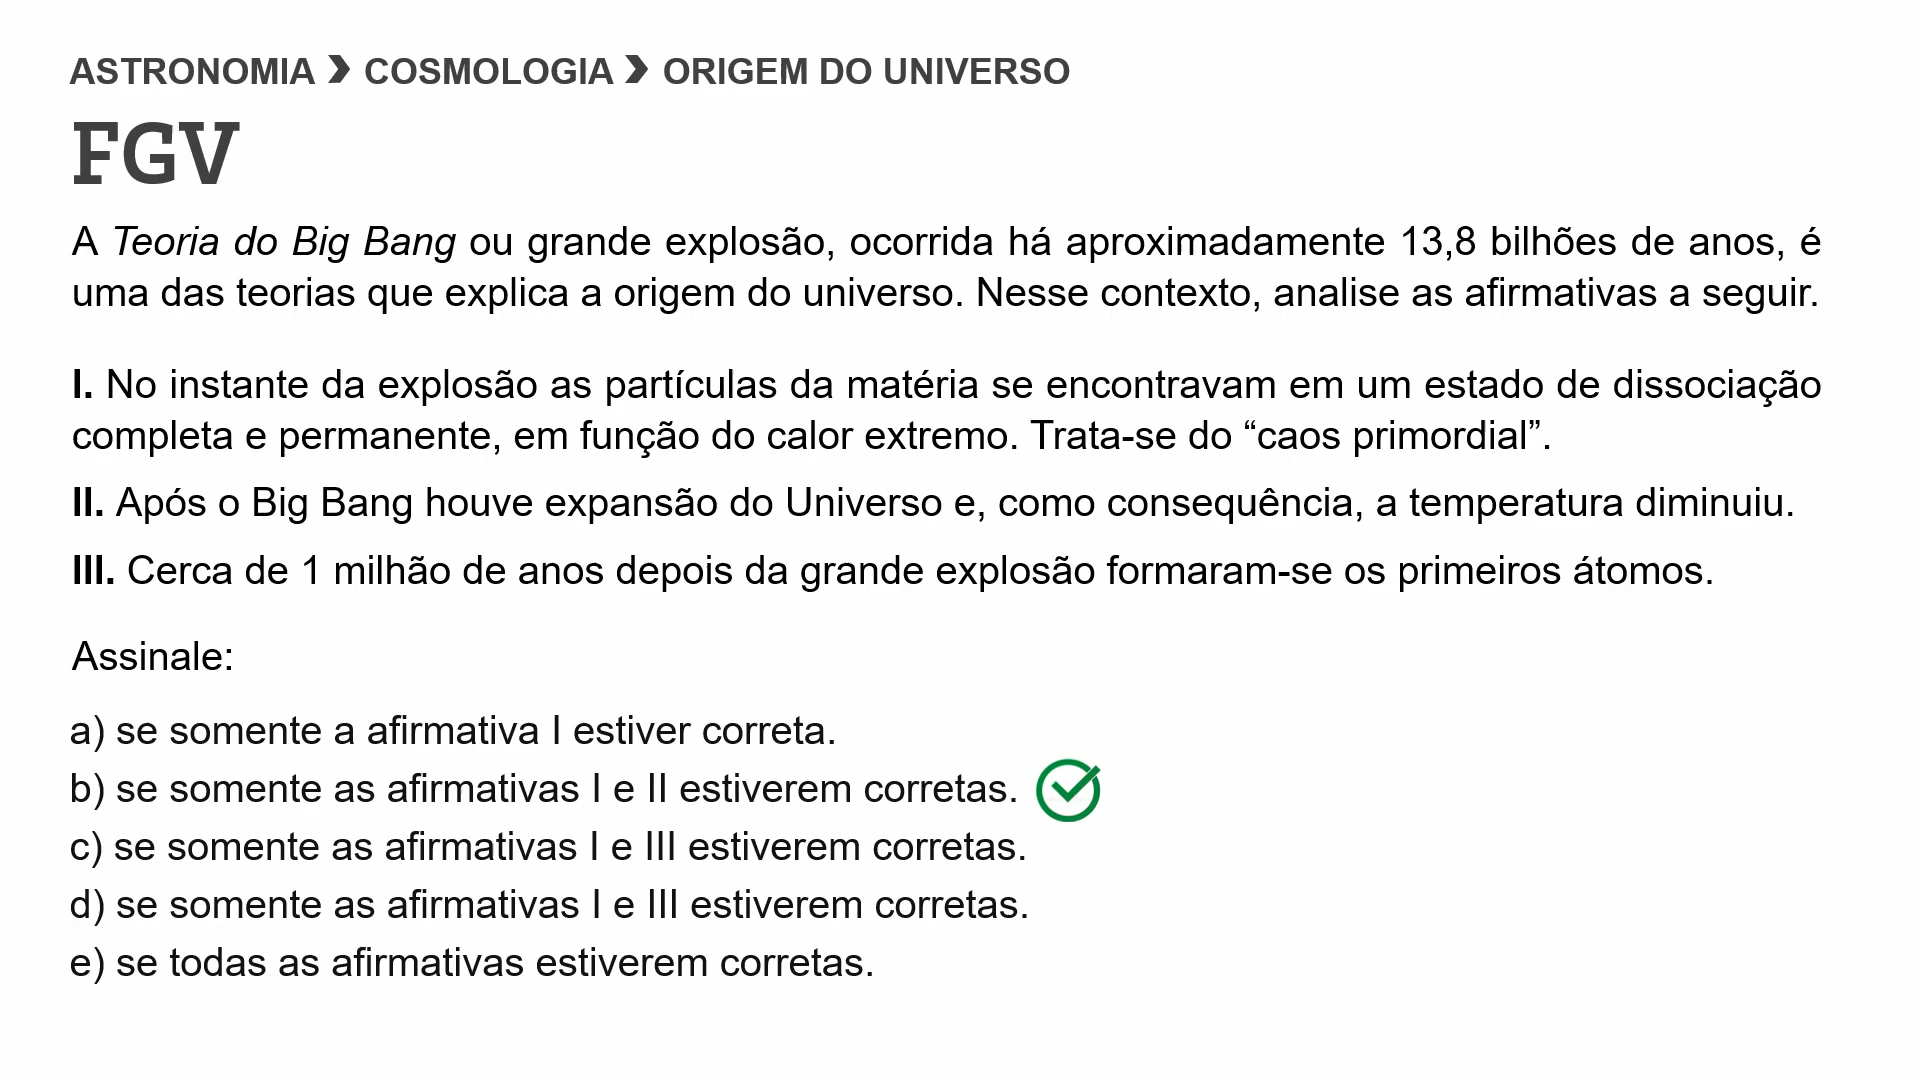 ASTRONOMIA ❯ COSMOLOGIA ❯ ORIGEM DO UNIVERSO
FGV
A Teoria do Big Bang ou grande explosão, ocorrida há aproximadamente 13,8 bilhões de anos, é
uma das teorias que explica a origem do universo. Nesse contexto, analise as afirmativas a seguir.
I. No instante da explosão as partículas da matéria se encontravam em um estado de dissociação
completa e permanente, em função do calor extremo. Trata-se do “caos primordial”.
II. Após o Big Bang houve expansão do Universo e, como consequência, a temperatura diminuiu.
III. Cerca de 1 milhão de anos depois da grande explosão formaram-se os primeiros átomos.
Assinale:
a) se somente a afirmativa I estiver correta.
b) se somente as afirmativas I e II estiverem corretas.
c) se somente as afirmativas I e III estiverem corretas.
d) se somente as afirmativas I e III estiverem corretas.
e) se todas as afirmativas estiverem corretas.